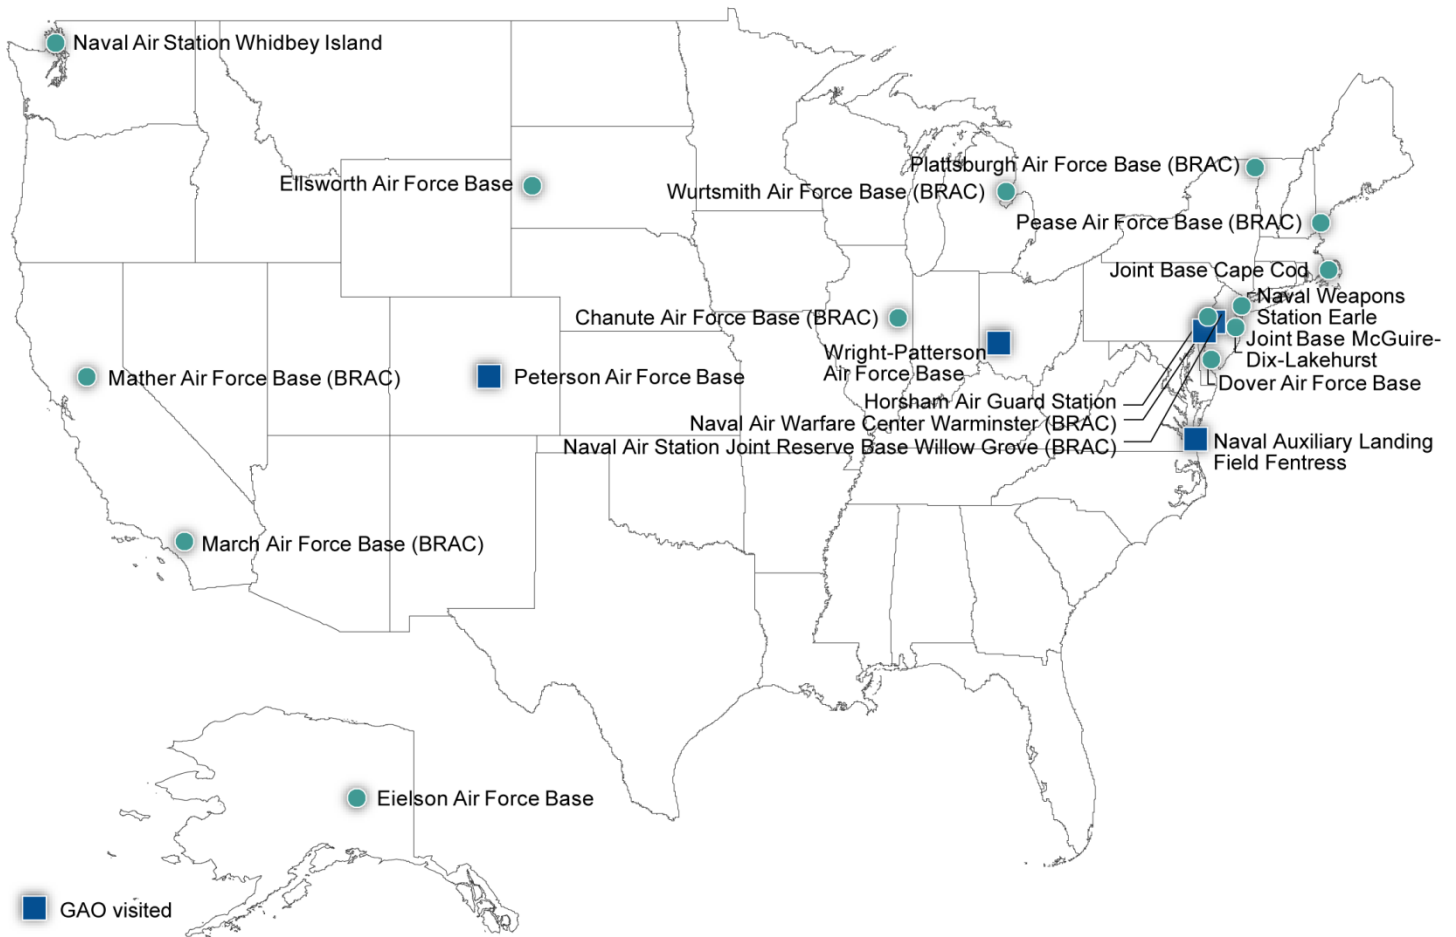 Naval Air Station Whidbey Island
Plattsburgh Air Force Base (BRAC)
Ellsworth Air Force Base
Wurtsmith Air Force Base (BRAC)
Pease Air Force Base (BRAC)
Joint Base Cape Cod
Naval Weapons
Station Earle
Chanute Air Force Base (BRAC)
Joint Base McGuire-
Dix-Lakehurst
Wright-Patterson
Air Force Base
Mather Air Force Base (BRAC)
Peterson Air Force Base
Dover Air Force Base
Horsham Air Guard Station
Naval Air Warfare Center Warminster (BRAC)
Naval Air Station Joint Reserve Base Willow Grove (BRAC)
Naval Auxiliary Landing
Field Fentress
March Air Force Base (BRAC)
Eielson Air Force Base
GAO visited